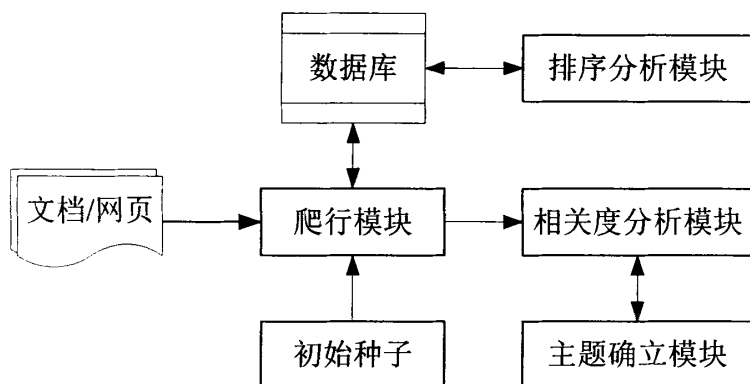 数据库
排序分析模块
文档/网页
爬行模块
相关度分析模块
初始种子
主题确立模块